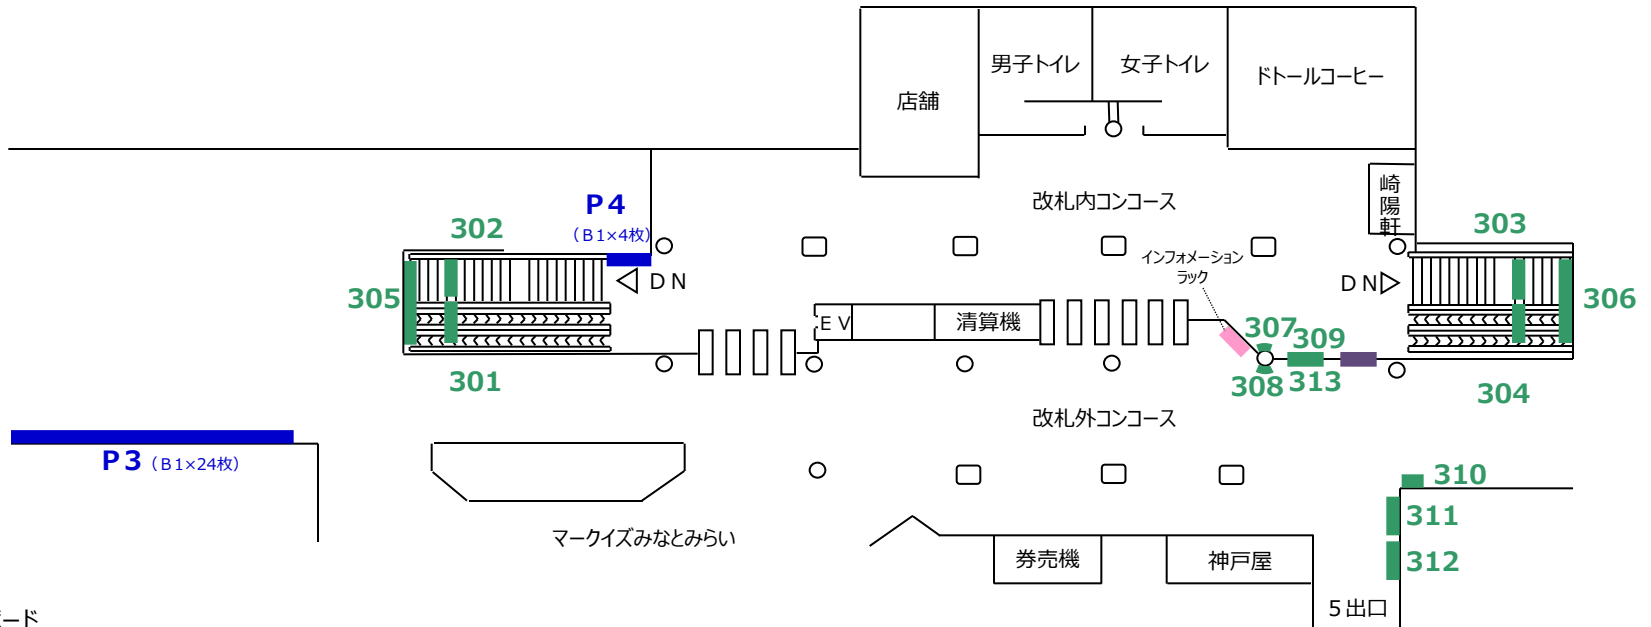 男子トイレ
女子トイレ
ドトールコーヒー
店舗
崎陽軒
改札内コンコース
P4
(B1×4枚)
302
303
インフォメーション
ラック
DN
DN
305
306
EV
清算機
307
309
301
308
313
304
改札外コンコース
P3 (B1×24枚)
310
311
マークイズみなとみらい
券売機
神戸屋
312
5出口